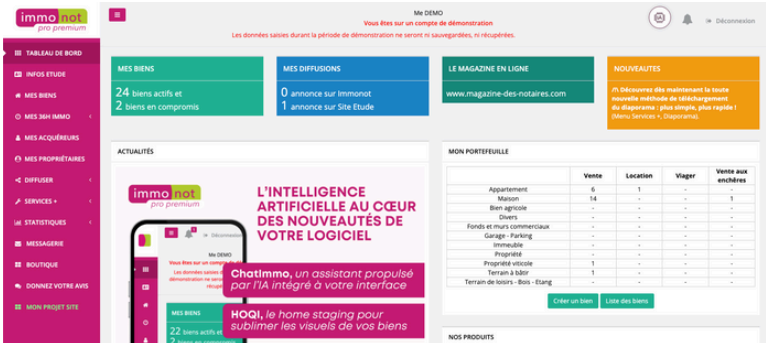 immo not
pro premium
TABLEAU DE BORD
INFOS ETUDE
MES BIENS
MES 36H IMMO
MES ACQUÉREURS
MES PROPRIÉTAIRES
DIFFUSER
SERVICES +
STATISTIQUES
MESSAGERIE
BOUTIQUE
DONNEZ VOTRE AVIS
MON PROJET SITE
Me DEMO
Vous êtes sur un compte de démonstration
Les données saisies durant la période de démonstration ne seront ni sauvegardées, ni récupérées.
Déconnexion
MES BIENS
24 biens actifs et
2 biens en compromis
MES DIFFUSIONS
0 annonce sur Immonot
1 annonce sur Site Etude
LE MAGAZINE EN LIGNE
www.magazine-des-notaires.com
NOUVEAUTES
Découvrez dès maintenant la toute
nouvelle méthode de téléchargement
du diaporama : plus simple, plus rapide !
(Menu Services +, Diaporama).
ACTUALITÉS
immo not
pro premium
L'INTELLIGENCE
ARTIFICIELLE AU CŒUR
DES NOUVEAUTÉS DE
VOTRE LOGICIEL
Déconnexion
Me DEMO
Vous êtes sur un compte de
Les données saisies
démonstration ne seront
MES BIENS
22 biens actifs et
ChatImmo, un assistant propulsé
par l'IA intégré à votre interface
HOQI, le home staging pour
sublimer les visuels de vos biens
MON PORTEFEUILLE
Vente Location Viager Vente aux enchères
Appartement 6 1 - -
Maison 14 - - 1
Bien agricole - - - -
Divers - - - -
Fonds et murs commerciaux - - - -
Garage - Parking - - - -
Immeuble - - - -
Propriété - - - -
Propriété viticole 1 - - -
Terrain à bâtir 1 - - -
Terrain de loisirs - Bois - Etang - - - -
Créer un bien Liste des biens
NOS PRODUITS